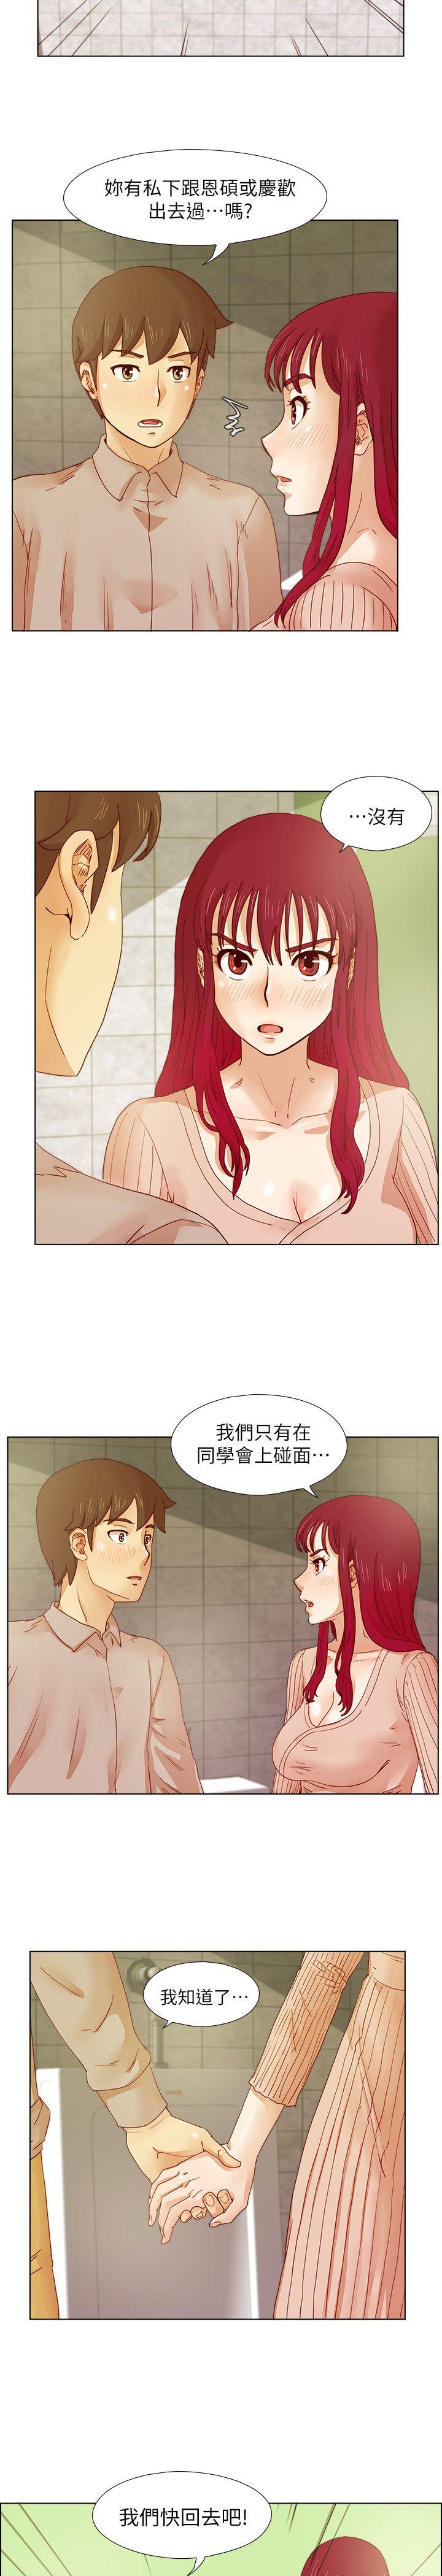 妳有私下跟恩碩或慶歡
出去過…嗎?
…沒有
我們只有在
同學會上碰面…
我知道了…
我們快回去吧!